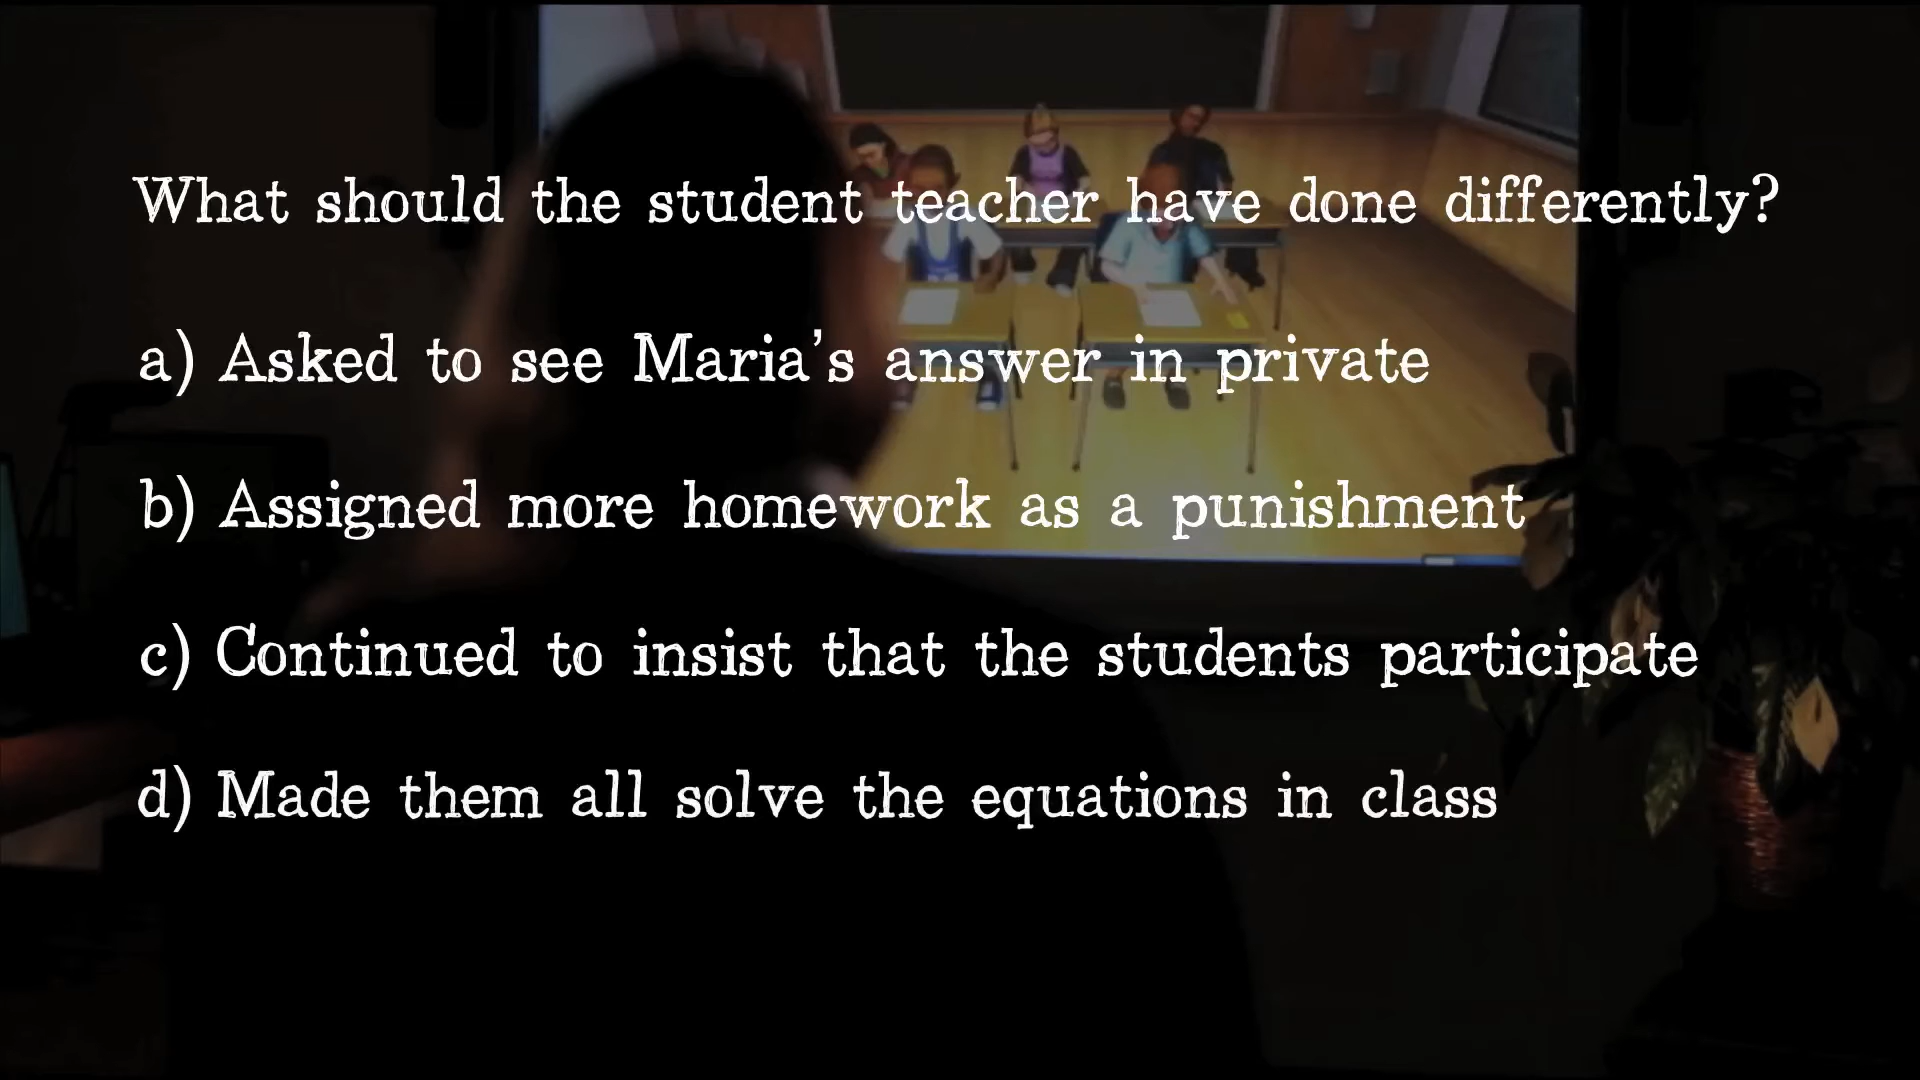 What should the student teacher have done differently?
a) Asked to see Maria's answer in private
b) Assigned more homework as a punishment
c) Continued to insist that the students participate
d) Made them all solve the equations in class